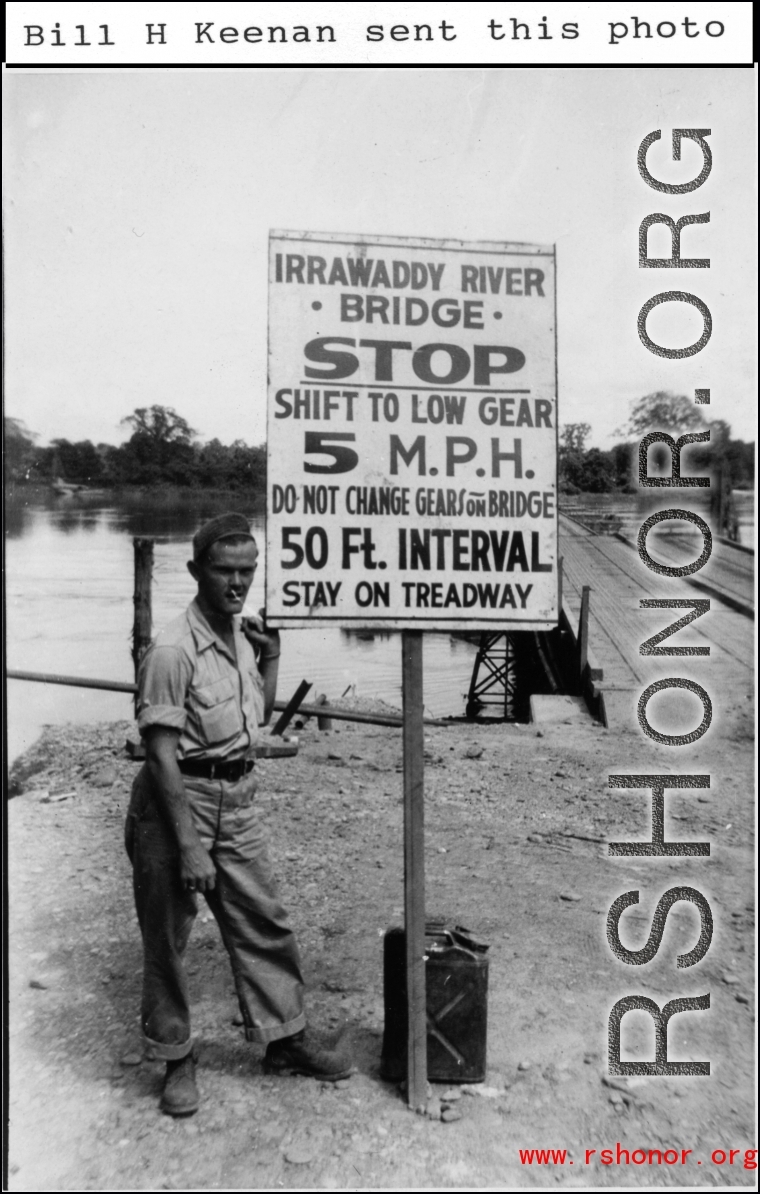 Bill H Keenan sent this photo
IRRAWADDY RIVER
• BRIDGE •
STOP
SHIFT TO LOW GEAR
5 M.P.H.
DO NOT CHANGE GEARS ON BRIDGE
50 Ft. INTERVAL
STAY ON TREADWAY
RSHONOR.ORG
www.rshonor.org